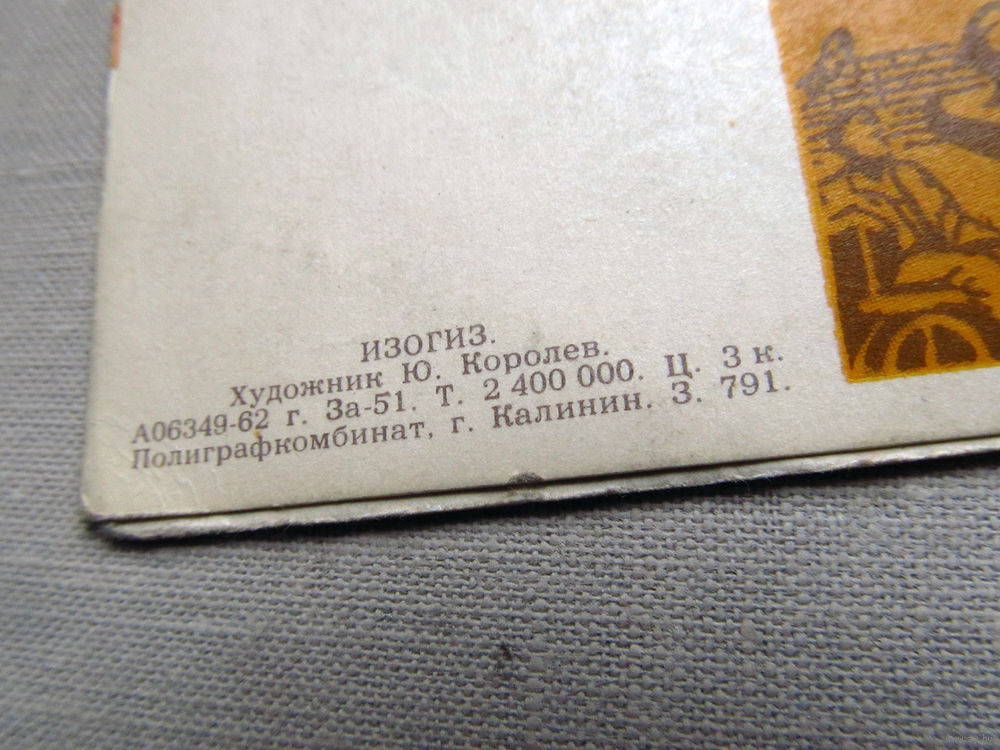 ИЗОГИЗ.
Художник Ю. Королев.
А06349-62 г. За-51. Т. 2 400 000. Ц. 3 к.
Полиграфкомбинат, г. Калинин. З. 791.